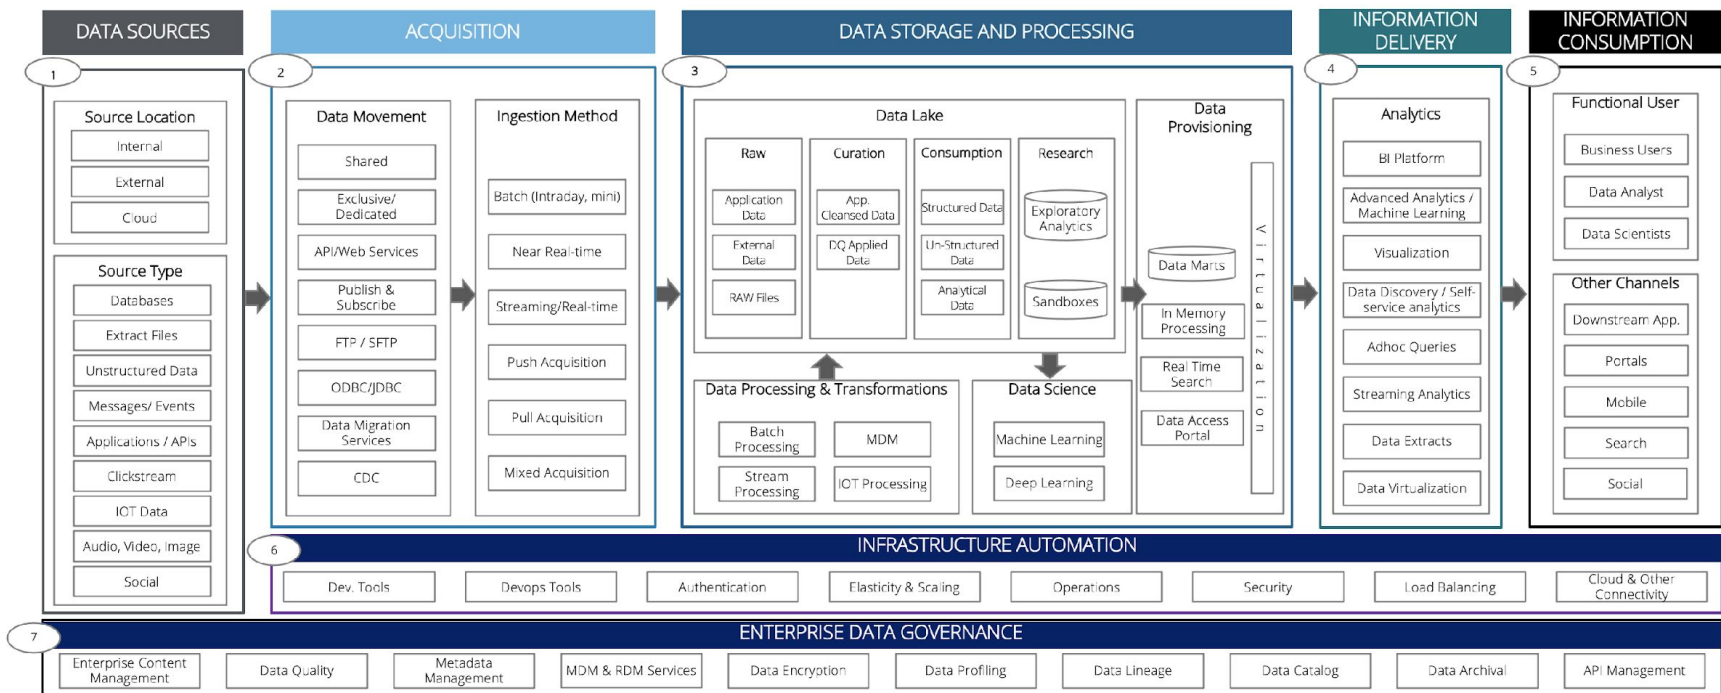 DATA SOURCES
ACQUISITION
DATA STORAGE AND PROCESSING
INFORMATION
DELIVERY
INFORMATION
CONSUMPTION
1
Source Location
Internal
External
Cloud
Source Type
Databases
Extract Files
Unstructured Data
Messages/ Events
Applications / APIs
Clickstream
IOT Data
Audio, Video, Image
Social
2
Data Movement
Shared
Exclusive/
Dedicated
API/Web Services
Publish &
Subscribe
FTP / SFTP
ODBC/JDBC
Data Migration
Services
CDC
Ingestion Method
Batch (Intraday, mini)
Near Real-time
Streaming/Real-time
Push Acquisition
Pull Acquisition
Mixed Acquisition
3
Data Lake
Raw
Application
Data
External
Data
RAW Files
Curation
App.
Cleansed Data
DQ Applied
Data
Consumption
Structured Data
Un-Structured
Data
Analytical
Data
Research
Exploratory
Analytics
Sandboxes
Data Processing & Transformations
Batch
Processing
MDM
Stream
Processing
IOT Processing
Data Science
Machine Learning
Deep Learning
Data
Provisioning
Data Marts
In Memory
Processing
Real Time
Search
Data Access
Portal
Virtualization
4
Analytics
BI Platform
Advanced Analytics /
Machine Learning
Visualization
Data Discovery / Self-
service analytics
Adhoc Queries
Streaming Analytics
Data Extracts
Data Virtualization
5
Functional User
Business Users
Data Analyst
Data Scientists
Other Channels
Downstream App.
Portals
Mobile
Search
Social
6
INFRASTRUCTURE AUTOMATION
Dev. Tools
Devops Tools
Authentication
Elasticity & Scaling
Operations
Security
Load Balancing
Cloud & Other
Connectivity
7
ENTERPRISE DATA GOVERNANCE
Enterprise Content
Management
Data Quality
Metadata
Management
MDM & RDM Services
Data Encryption
Data Profiling
Data Lineage
Data Catalog
Data Archival
API Management